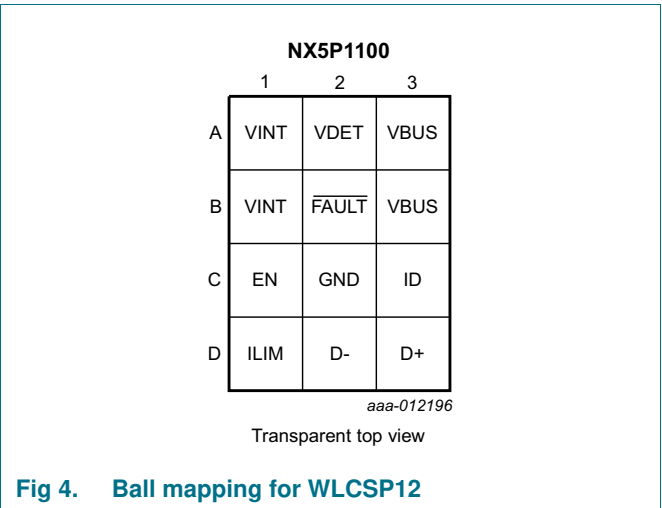 NX5P1100
1 2 3
A VINT VDET VBUS
B VINT FAULT VBUS
C EN GND ID
D ILIM D- D+
aaa-012196
Transparent top view
Fig 4. Ball mapping for WLCSP12